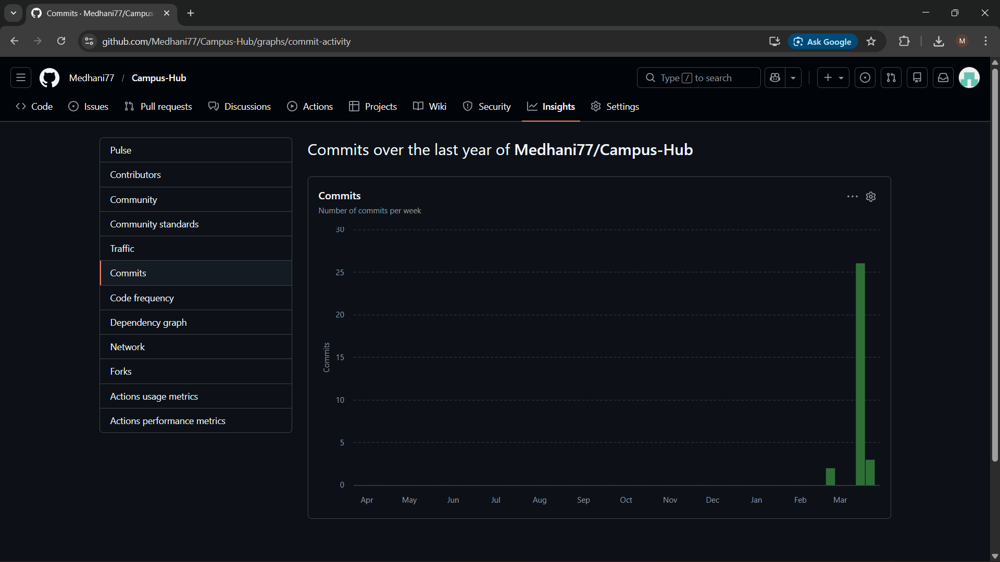 Commits · Medhani77/Campus-
github.com/Medhani77/Campus-Hub/graphs/commit-activity
Ask Google
M
Medhani77 / Campus-Hub
Type / to search
Code
Issues
Pull requests
Discussions
Actions
Projects
Wiki
Security
Insights
Settings
Pulse
Contributors
Community
Community standards
Traffic
Commits
Code frequency
Dependency graph
Network
Forks
Actions usage metrics
Actions performance metrics
Commits over the last year of Medhani77/Campus-Hub
Commits
Number of commits per week
30
25
20
15
10
5
0
Commits
Apr May Jun Jul Aug Sep Oct Nov Dec Jan Feb Mar